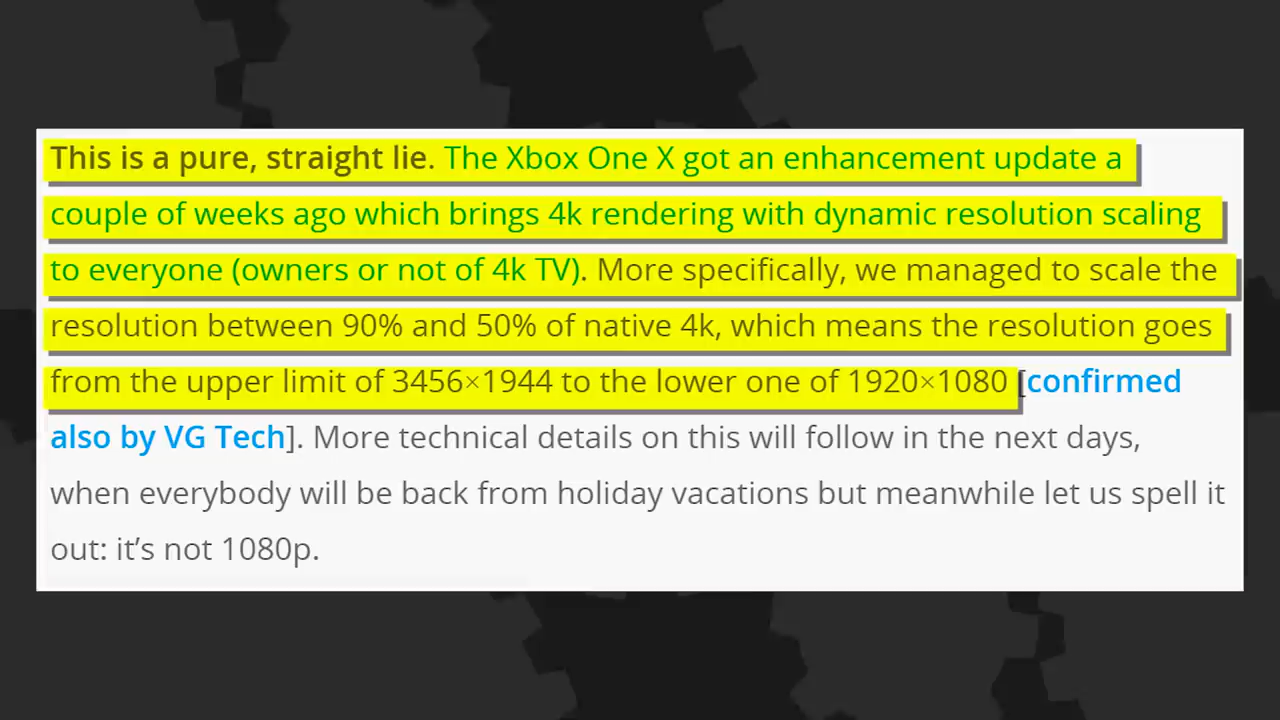 This is a pure, straight lie. The Xbox One X got an enhancement update a
couple of weeks ago which brings 4k rendering with dynamic resolution scaling
to everyone (owners or not of 4k TV). More specifically, we managed to scale the
resolution between 90% and 50% of native 4k, which means the resolution goes
from the upper limit of 3456×1944 to the lower one of 1920×1080 [confirmed
also by VG Tech]. More technical details on this will follow in the next days,
when everybody will be back from holiday vacations but meanwhile let us spell it
out: it’s not 1080p.